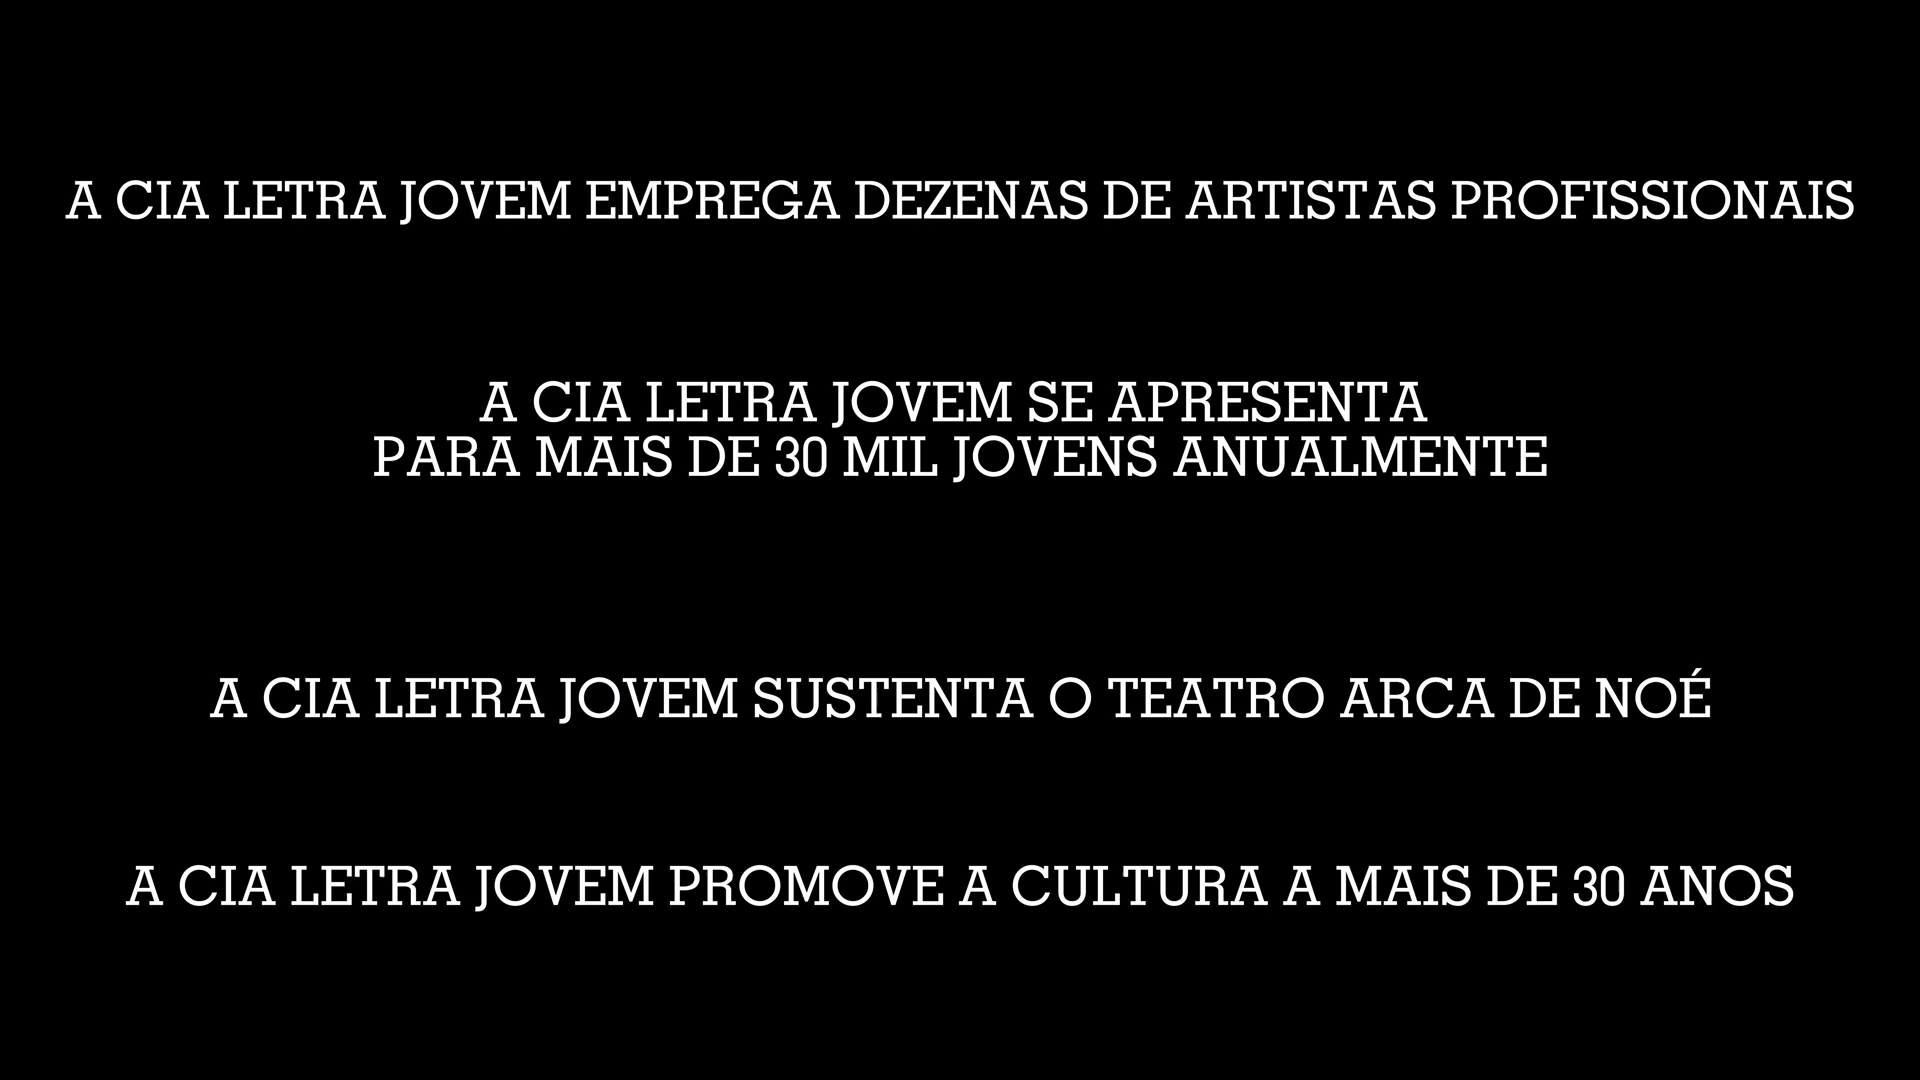 A CIA LETRA JOVEM EMPREGA DEZENAS DE ARTISTAS PROFISSIONAIS
A CIA LETRA JOVEM SE APRESENTA
PARA MAIS DE 30 MIL JOVENS ANUALMENTE
A CIA LETRA JOVEM SUSTENTA O TEATRO ARCA DE NOÉ
A CIA LETRA JOVEM PROMOVE A CULTURA A MAIS DE 30 ANOS